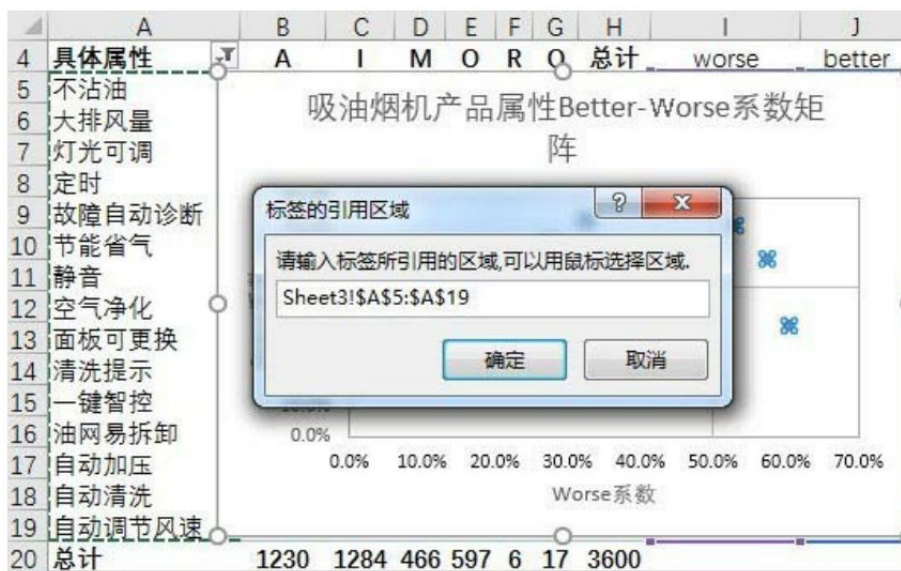 A B C D E F G H I J
4 具体属性 A I M O R Q 总计 worse better
5 不沾油
6 大排风量
7 灯光可调
8 定时
9 故障自动诊断
10 节能省气
11 静音
12 空气净化
13 面板可更换
14 清洗提示
15 一键智控
16 油网易拆卸
17 自动加压
18 自动清洗
19 自动调节风速
20 总计 1230 1284 466 597 6 17 3600
吸油烟机产品属性Better-Worse系数矩
阵
标签的引用区域
请输入标签所引用的区域,可以用鼠标选择区域.
Sheet3!$A$5:$A$19
确定 取消
0.0%
0.0% 10.0% 20.0% 30.0% 40.0% 50.0% 60.0% 70.0%
Worse系数